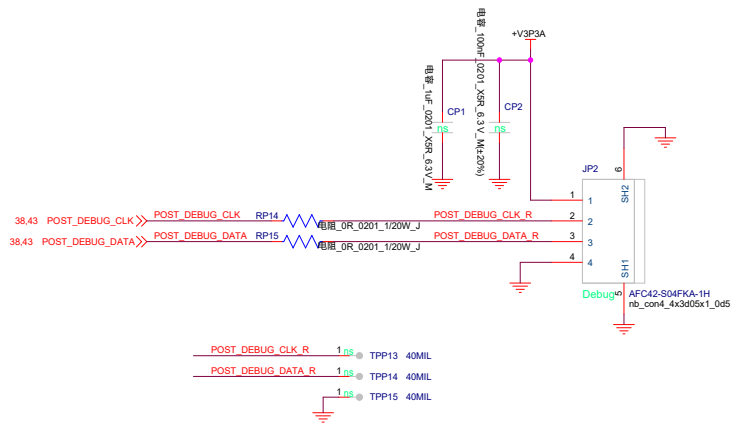 +V3P3A
电容_1uF_0201_X5R_6.3V_M
CP1
ns
电容_100nF_0201_X5R_6.3V_M(±20%)
CP2
ns
JP2
6
SH2
1 1
38,43 POST_DEBUG_CLK POST_DEBUG_CLK RP14 电阻_0R_0201_1/20W_J POST_DEBUG_CLK_R 2 2
38,43 POST_DEBUG_DATA POST_DEBUG_DATA RP15 电阻_0R_0201_1/20W_J POST_DEBUG_DATA_R 3 3
4 4
SH1
5
Debug AFC42-S04FKA-1H
nb_con4_4x3d05x1_0d5
POST_DEBUG_CLK_R 1 ns TPP13 40MIL
POST_DEBUG_DATA_R 1 ns TPP14 40MIL
1 ns TPP15 40MIL